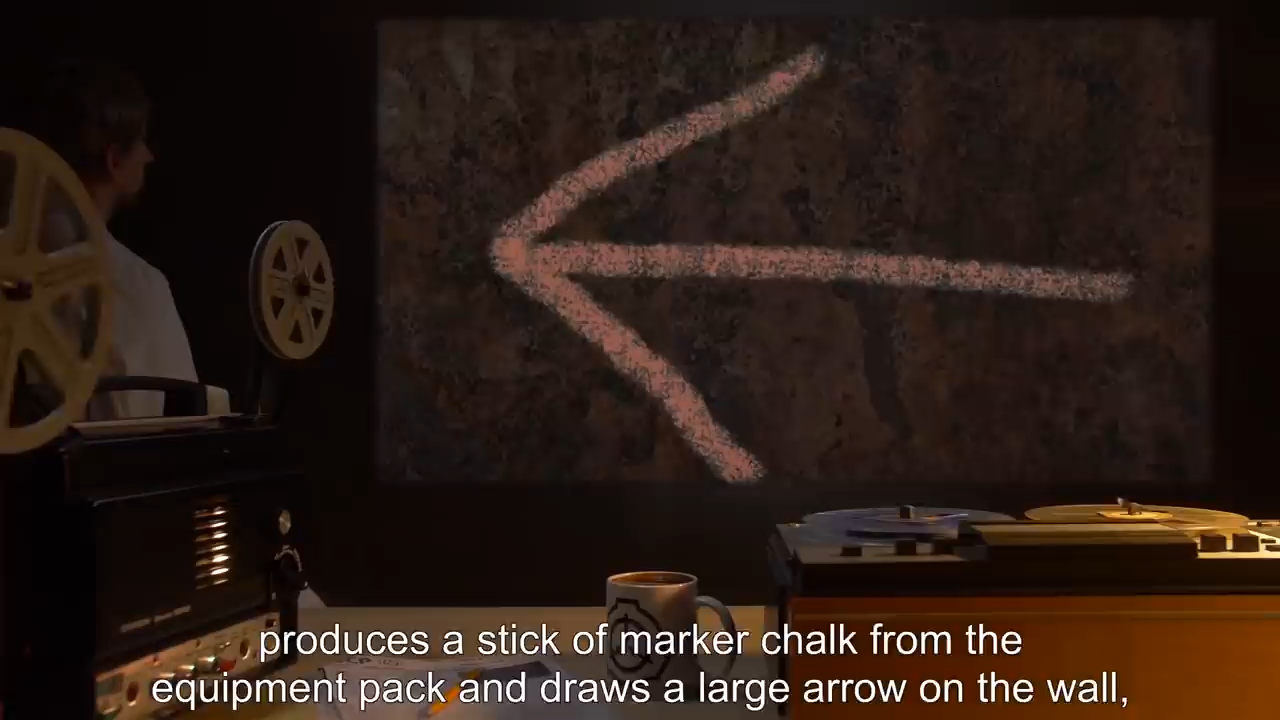 produces a stick of marker chalk from the
equipment pack and draws a large arrow on the wall,